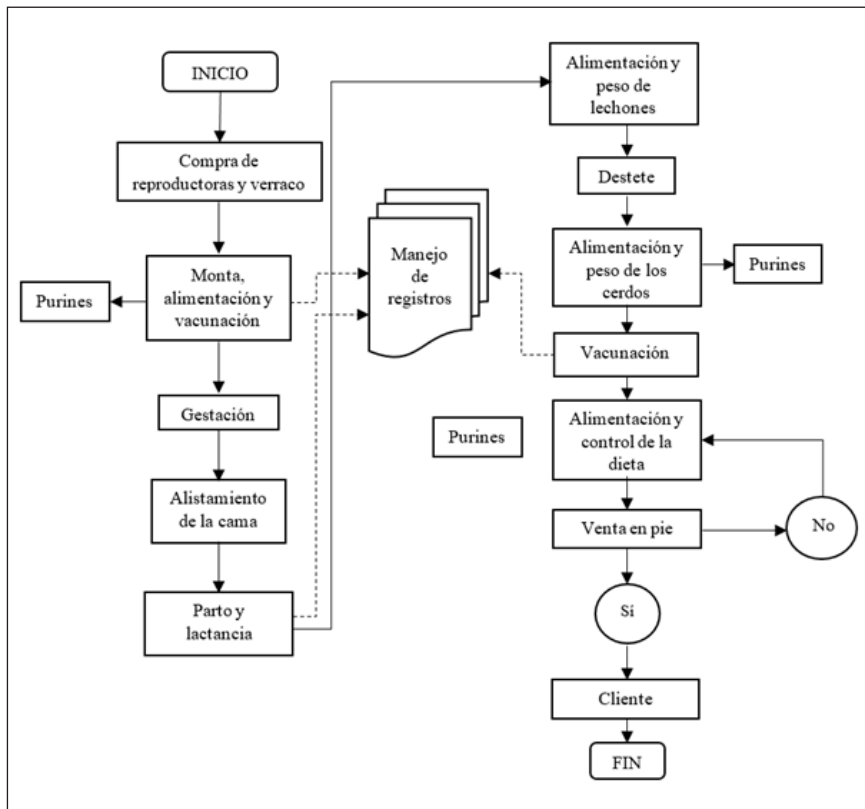 INICIO
Compra de
reproductoras y verraco
Monta,
alimentación y
vacunación
Purines
Gestación
Alistamiento
de la cama
Parto y
lactancia
Manejo
de
registros
Alimentación y
peso de
lechones
Destete
Alimentación y
peso de los
cerdos
Purines
Vacunación
Alimentación y
control de la
dieta
Purines
Venta en pie
No
Sí
Cliente
FIN